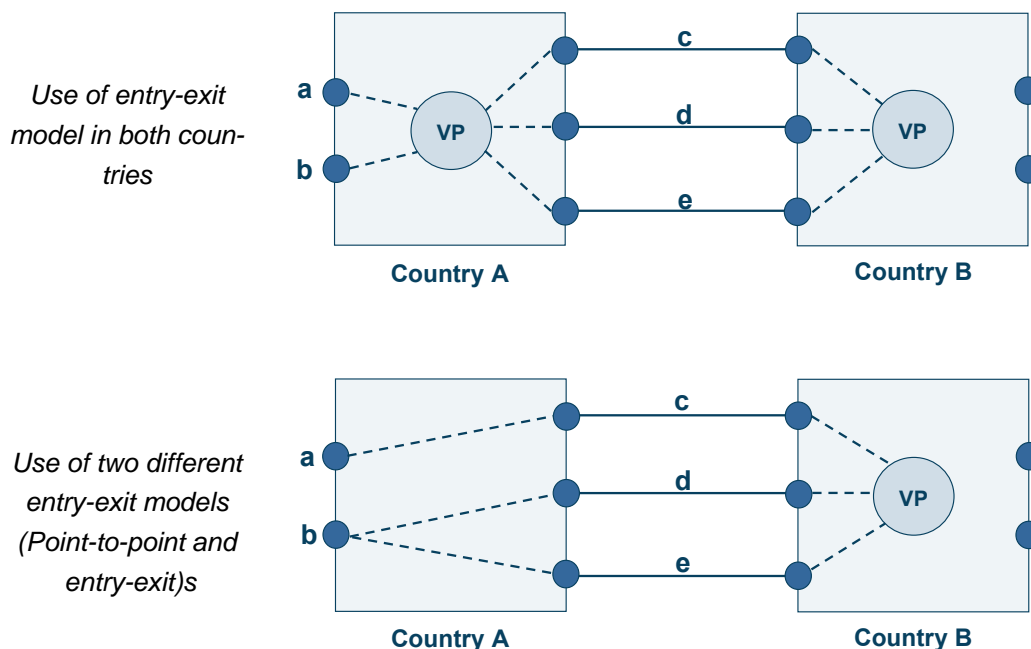 Use of entry-exit
model in both coun-
tries
a
b
VP
c
d
e
VP
Country A
Country B
Use of two different
entry-exit models
(Point-to-point and
entry-exit)s
a
b
c
d
e
VP
Country A
Country B